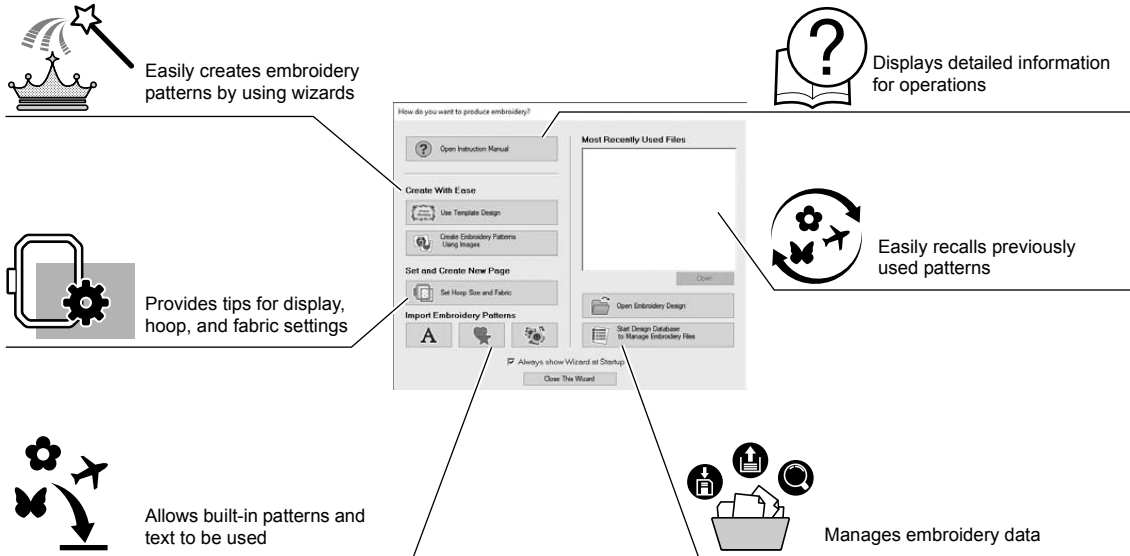 Easily creates embroidery
patterns by using wizards
Displays detailed information
for operations
How do you want to produce embroidery?
Open Instruction Manual
Most Recently Used Files
Create With Ease
Use Template Design
Create Embroidery Patterns
Using Images
Easily recalls previously
used patterns
Set and Create New Page
Open
Set Hoop Size and Fabric
Provides tips for display,
hoop, and fabric settings
Open Embroidery Design
Import Embroidery Patterns
A
Start Design Database
to Manage Embroidery Files
Always show Wizard at Startup
Close This Wizard
Allows built-in patterns and
text to be used
Manages embroidery data